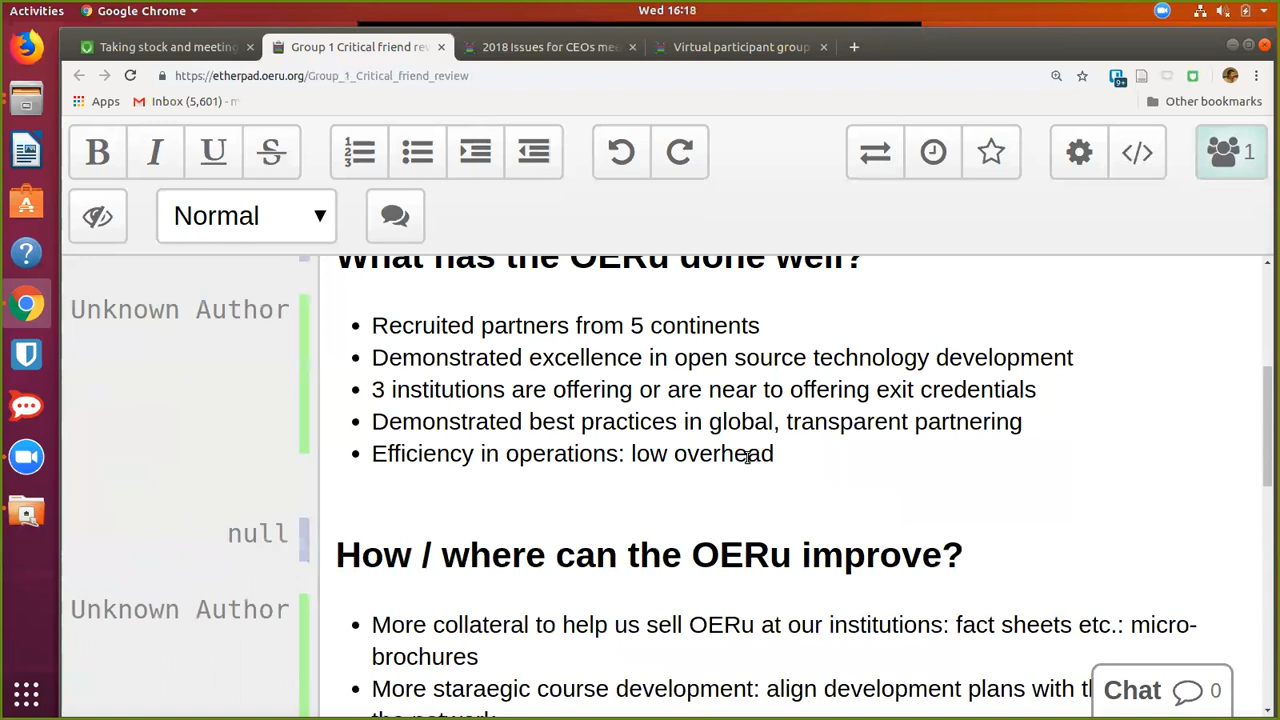 Activities
Google Chrome
Wed 16:18
Taking stock and meeting
Group 1 Critical friend rev
2018 Issues for CEOs mee
Virtual participant group
https://etherpad.oeru.org/Group_1_Critical_friend_review
9+
Apps
Inbox (5,601) - m
Other bookmarks
B I U S
1
Normal
What has the OERu done well?
Unknown Author
Recruited partners from 5 continents
Demonstrated excellence in open source technology development
3 institutions are offering or are near to offering exit credentials
Demonstrated best practices in global, transparent partnering
Efficiency in operations: low overhead
null
How / where can the OERu improve?
Unknown Author
More collateral to help us sell OERu at our institutions: fact sheets etc.: micro-
brochures
More staraegic course development: align development plans with
the network
Chat 0